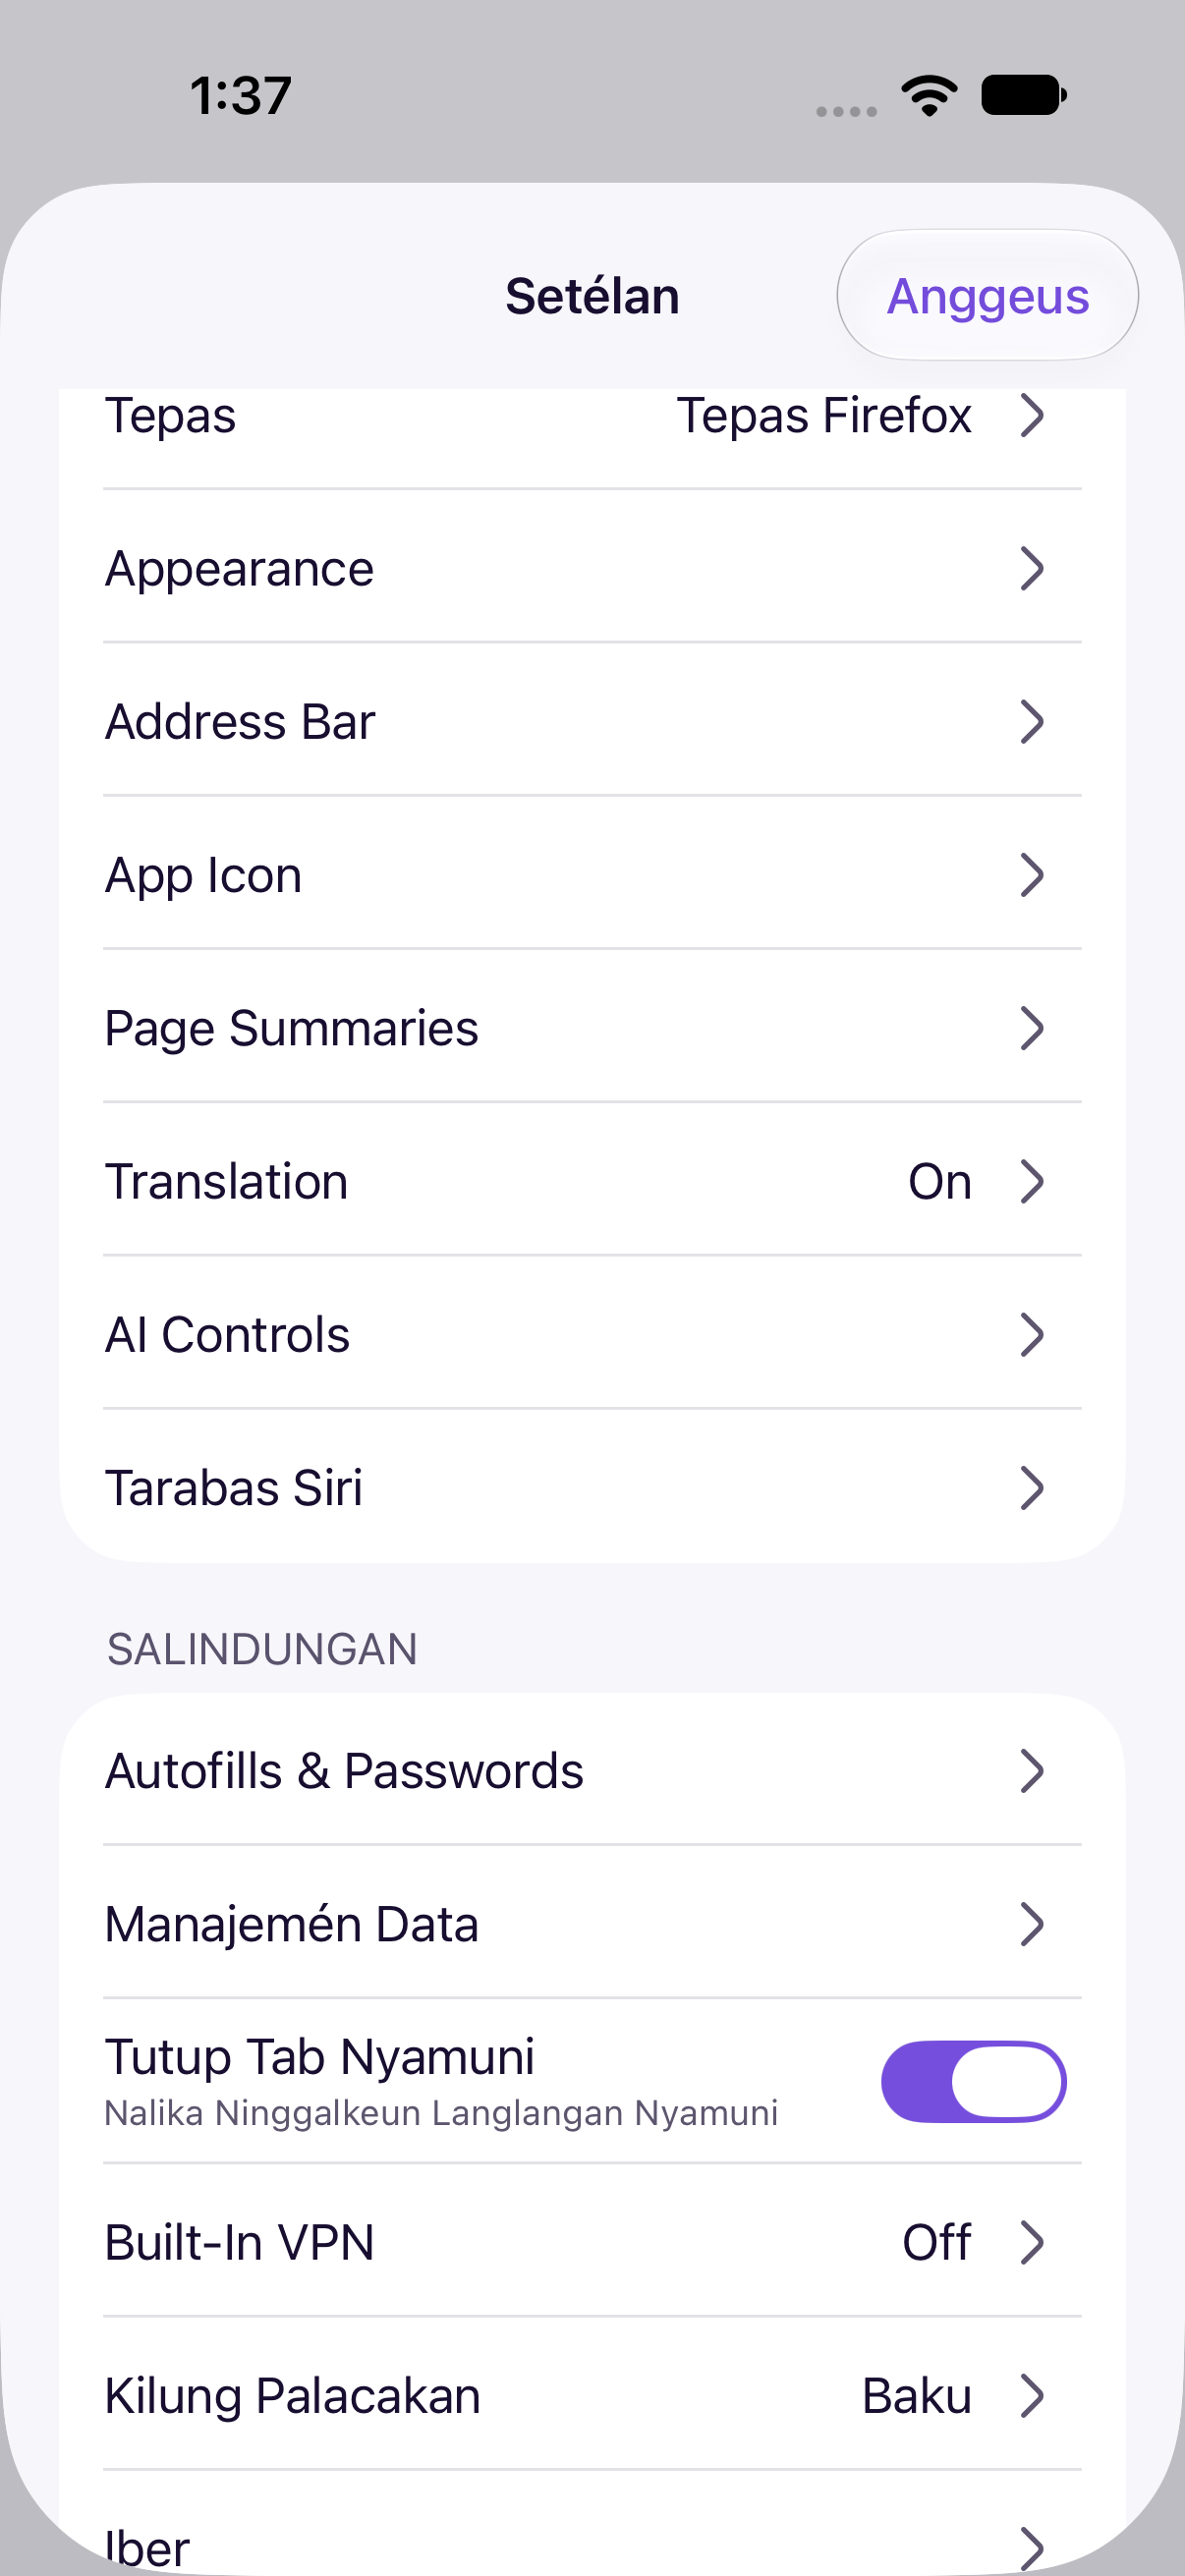 1:37
Setélan
Anggeus
Tepas
Tepas Firefox
Appearance
Address Bar
App Icon
Page Summaries
Translation
On
AI Controls
Tarabas Siri
SALINDUNGAN
Autofills & Passwords
Manajemén Data
Tutup Tab Nyamuni
Nalika Ninggalkeun Langlangan Nyamuni
Built-In VPN
Off
Kilung Palacakan
Baku
Iber